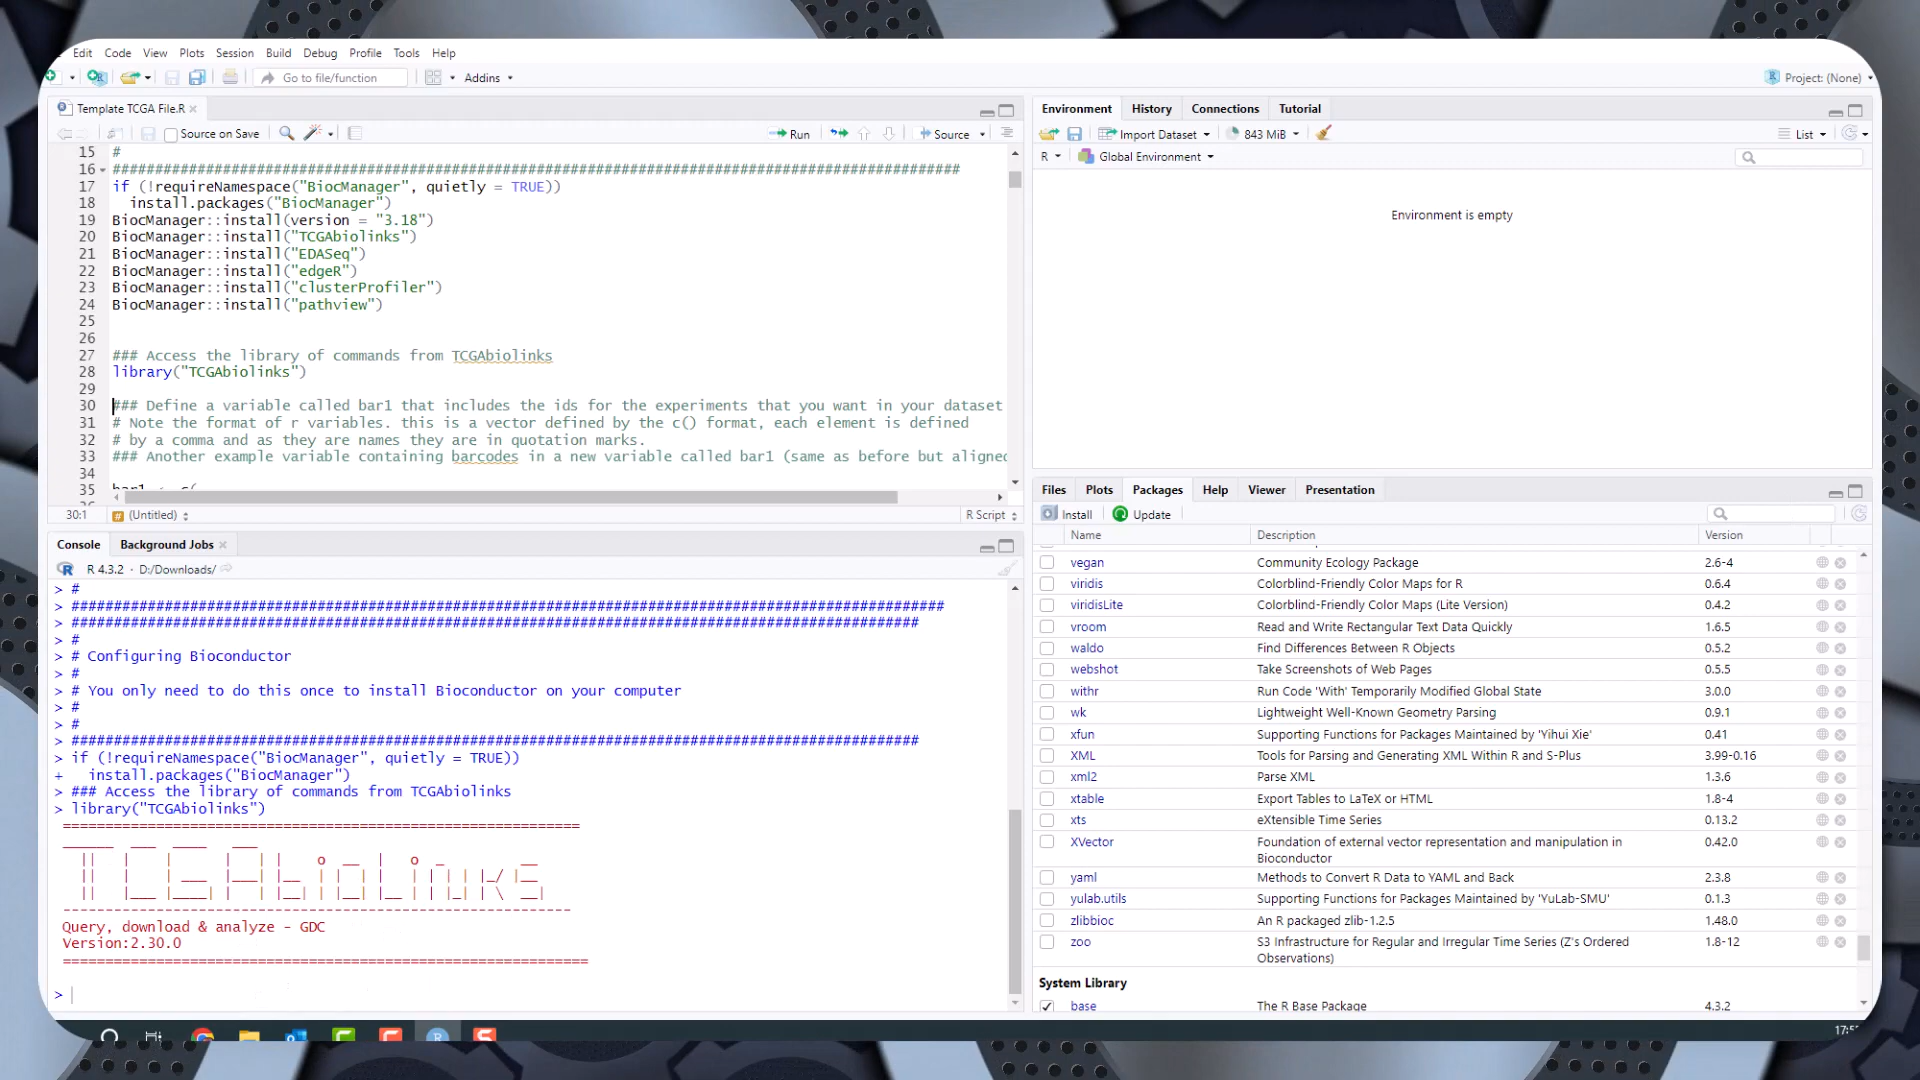 Edit Code View Plots Session Build Debug Profile Tools Help
Go to file/function Addins Project: (None)
Template TCGA File.R
Source on Save Run Source
15 #
16 ####################################################################################################
17 if (!requireNamespace("BiocManager", quietly = TRUE))
18 install.packages("BiocManager")
19 BiocManager::install(version = "3.18")
20 BiocManager::install("TCGAbiolinks")
21 BiocManager::install("EDASeq")
22 BiocManager::install("edgeR")
23 BiocManager::install("clusterProfiler")
24 BiocManager::install("pathview")
25
26
27 ### Access the library of commands from TCGAbiolinks
28 library("TCGAbiolinks")
29
30 ### Define a variable called bar1 that includes the ids for the experiments that you want in your dataset
31 # Note the format of r variables. this is a vector defined by the c() format, each element is defined
32 # by a comma and as they are names they are in quotation marks.
33 ### Another example variable containing barcodes in a new variable called bar1 (same as before but aligned
34
35 bar1 <- c(
30:1 # (Untitled) R Script
Console Background Jobs
R 4.3.2 · D:/Downloads/
> #
> #######################################################################################################
> ####################################################################################################
> #
> # Configuring Bioconductor
> #
> # You only need to do this once to install Bioconductor on your computer
> #
> #
> ####################################################################################################
> if (!requireNamespace("BiocManager", quietly = TRUE))
+ install.packages("BiocManager")
> ### Access the library of commands from TCGAbiolinks
> library("TCGAbiolinks")
=============================================================
TCGAbioLinks
------------------------------------------------------------
Query, download & analyze - GDC
Version:2.30.0
==============================================================
>
Environment History Connections Tutorial
Import Dataset 843 MiB List
R Global Environment
Environment is empty
Files Plots Packages Help Viewer Presentation
Install Update
Name Description Version
vegan Community Ecology Package 2.6-4
viridis Colorblind-Friendly Color Maps for R 0.6.4
viridisLite Colorblind-Friendly Color Maps (Lite Version) 0.4.2
vroom Read and Write Rectangular Text Data Quickly 1.6.5
waldo Find Differences Between R Objects 0.5.2
webshot Take Screenshots of Web Pages 0.5.5
withr Run Code 'With' Temporarily Modified Global State 3.0.0
wk Lightweight Well-Known Geometry Parsing 0.9.1
xfun Supporting Functions for Packages Maintained by 'Yihui Xie' 0.41
XML Tools for Parsing and Generating XML Within R and S-Plus 3.99-0.16
xml2 Parse XML 1.3.6
xtable Export Tables to LaTeX or HTML 1.8-4
xts eXtensible Time Series 0.13.2
XVector Foundation of external vector representation and manipulation in 0.42.0
Bioconductor
yaml Methods to Convert R Data to YAML and Back 2.3.8
yulab.utils Supporting Functions for Packages Maintained by 'YuLab-SMU' 0.1.3
zlibbioc An R packaged zlib-1.2.5 1.48.0
zoo S3 Infrastructure for Regular and Irregular Time Series (Z's Ordered 1.8-12
Observations)
System Library
base The R Base Package 4.3.2